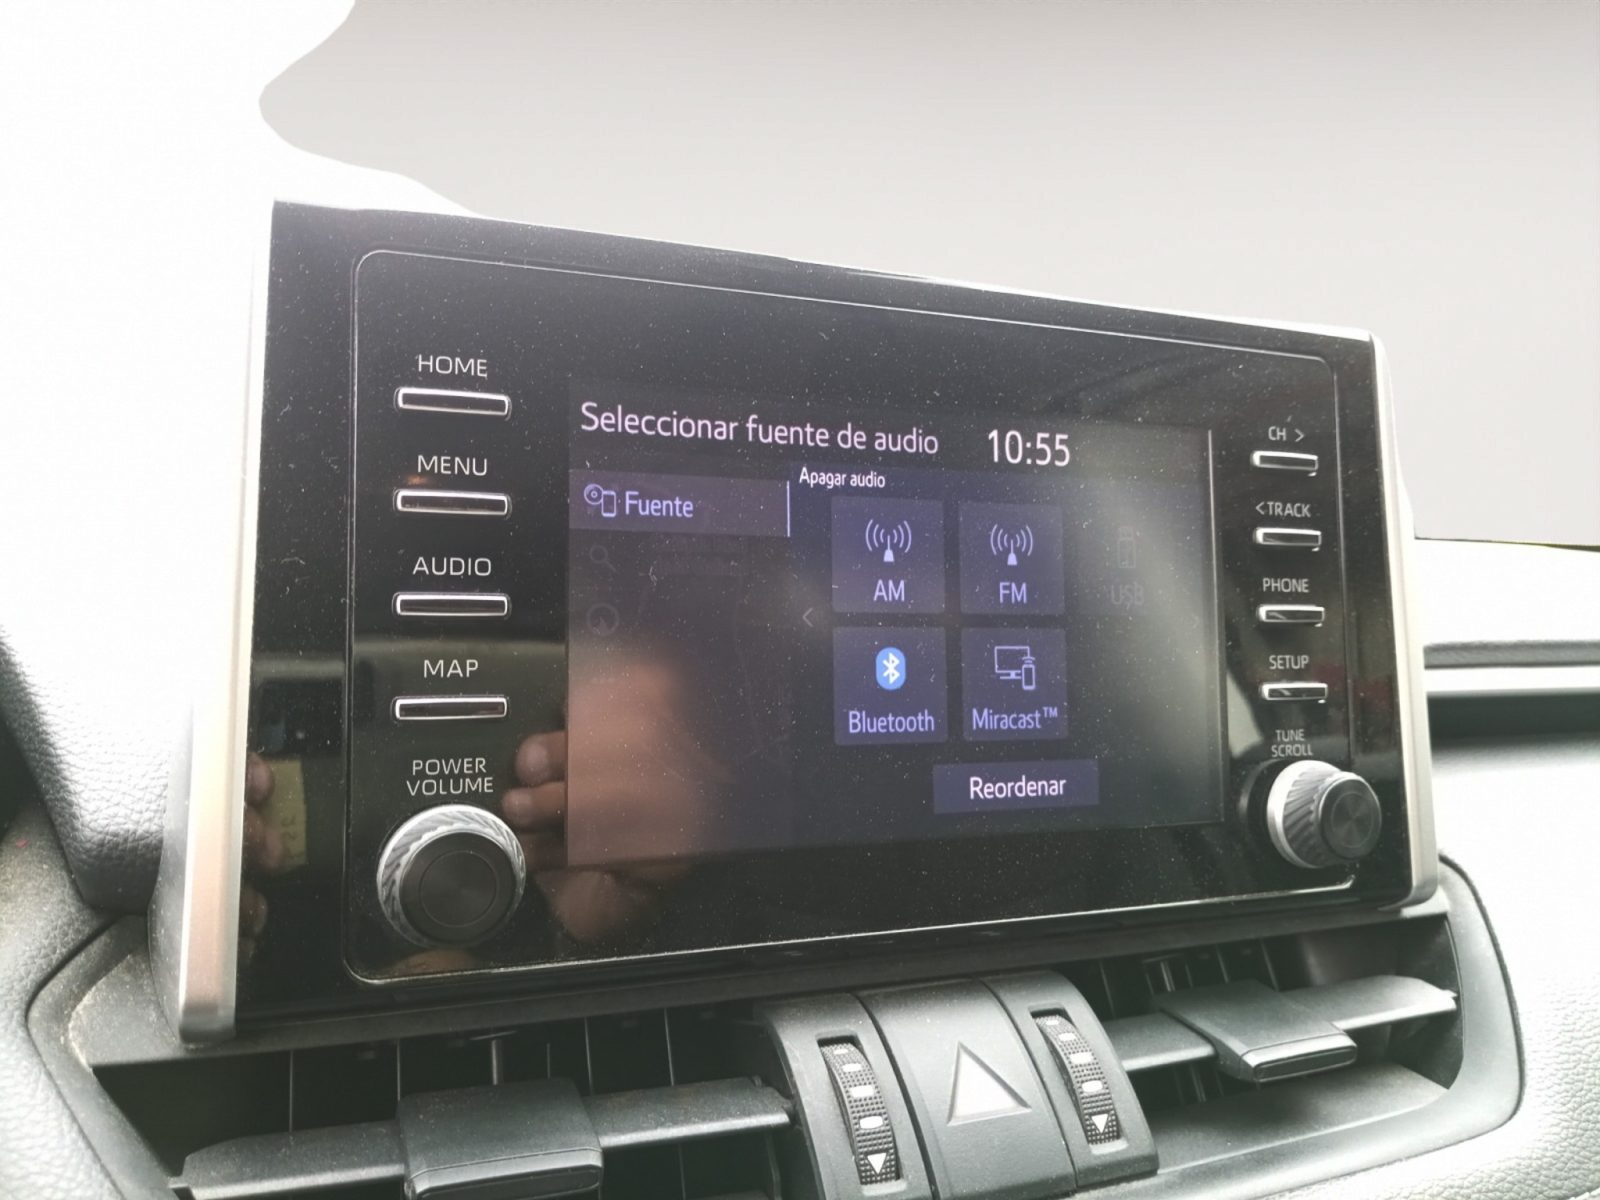 HOME
MENU
AUDIO
MAP
POWER
VOLUME
Seleccionar fuente de audio
10:55
Fuente
Apagar audio
AM
FM
USB
Bluetooth
Miracast™
Reordenar
CH >
<TRACK
PHONE
SETUP
TUNE
SCROLL